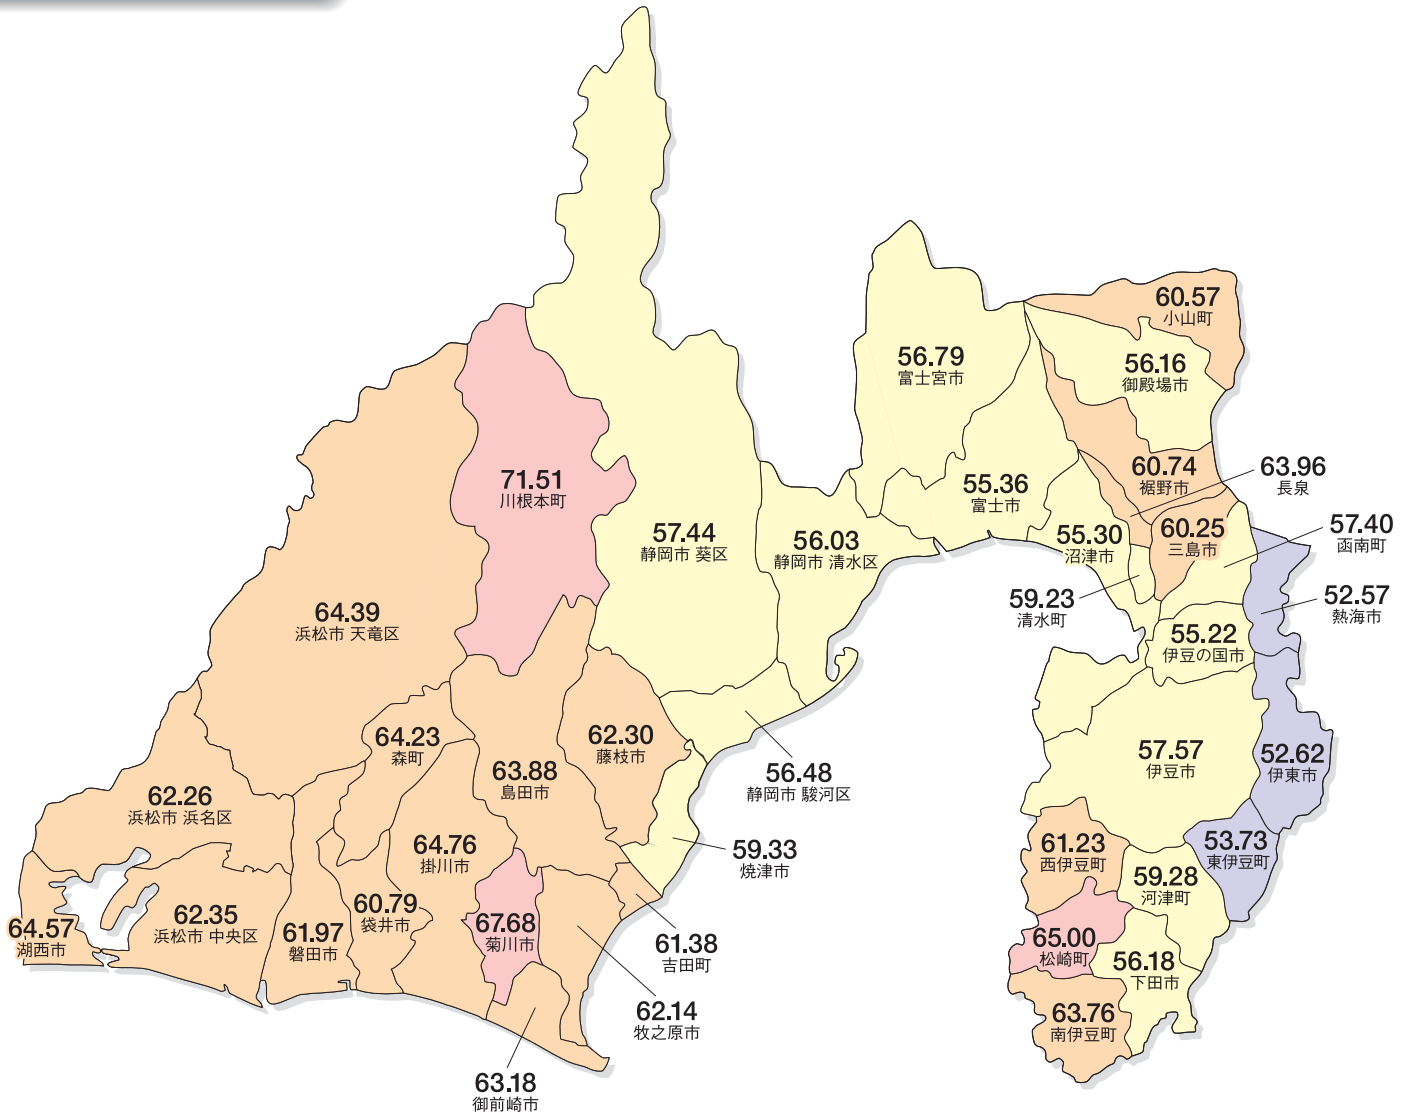 60.57
小山町
56.79
富士宮市
56.16
御殿場市
71.51
川根本町
60.74
裾野市
63.96
長泉
55.36
富士市
57.44
静岡市 葵区
56.03
静岡市 清水区
55.30
沼津市
60.25
三島市
57.40
函南町
59.23
清水町
52.57
熱海市
64.39
浜松市 天竜区
55.22
伊豆の国市
64.23
森町
62.30
藤枝市
63.88
島田市
56.48
静岡市 駿河区
57.57
伊豆市
52.62
伊東市
62.26
浜松市 浜名区
64.76
掛川市
59.33
焼津市
61.23
西伊豆町
53.73
東伊豆町
59.28
河津町
64.57
湖西市
62.35
浜松市 中央区
61.97
磐田市
60.79
袋井市
67.68
菊川市
61.38
吉田町
65.00
松崎町
56.18
下田市
62.14
牧之原市
63.76
南伊豆町
63.18
御前崎市